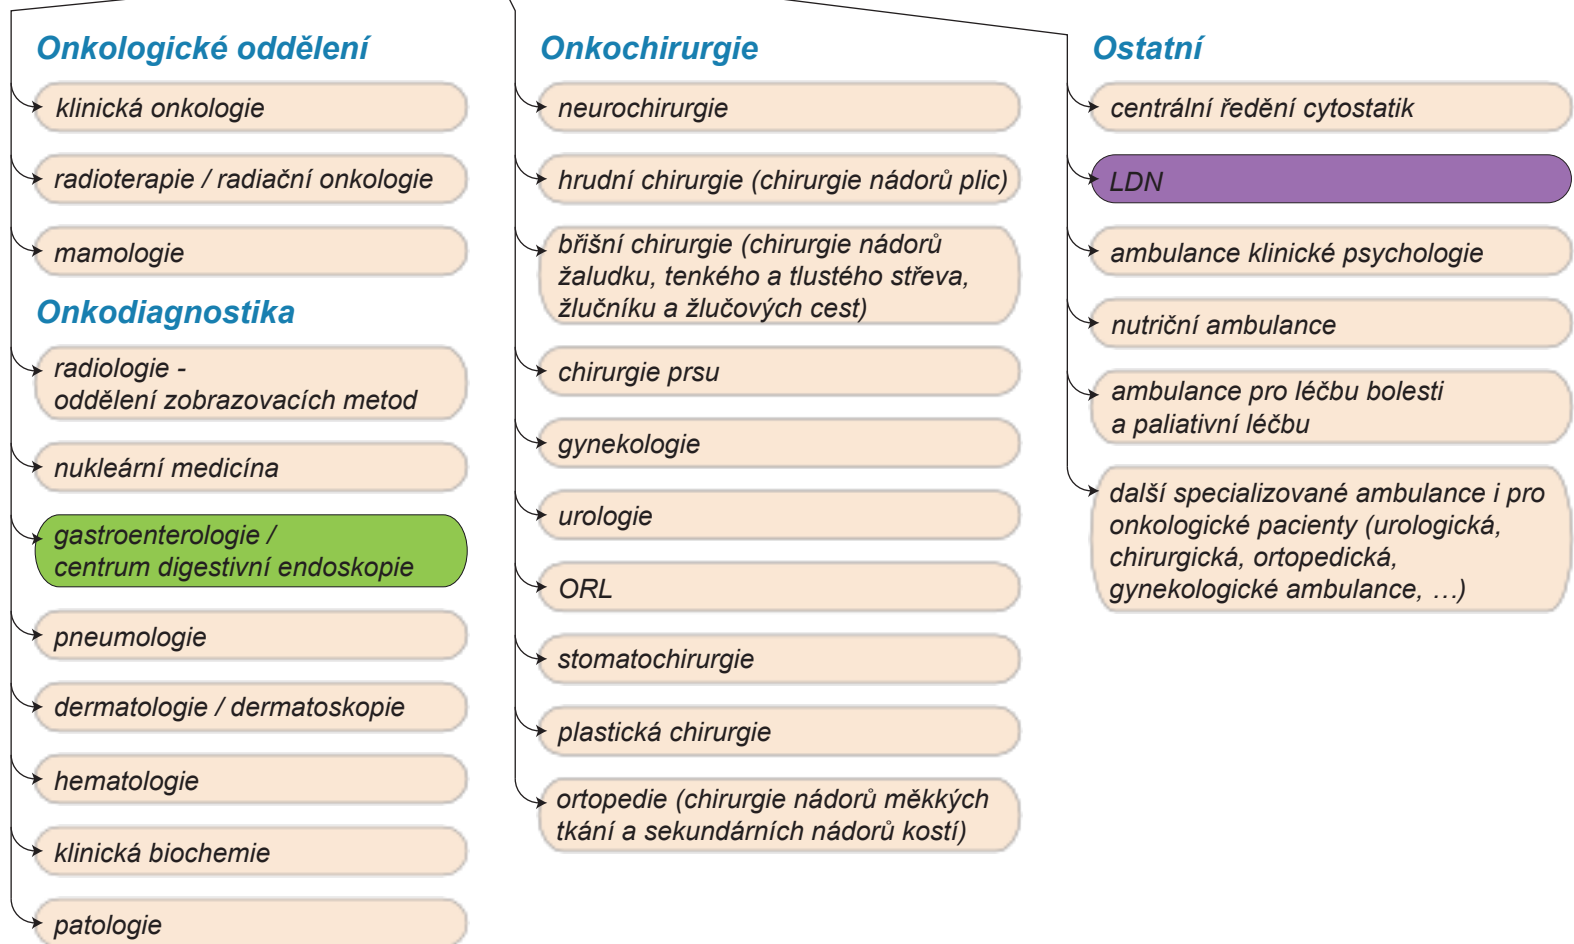 Onkologické oddělení
klinická onkologie
radioterapie / radiační onkologie
mamologie
Onkodiagnostika
radiologie -
oddělení zobrazovacích metod
nukleární medicína
gastroenterologie /
centrum digestivní endoskopie
pneumologie
dermatologie / dermatoskopie
hematologie
klinická biochemie
patologie
Onkochirurgie
neurochirurgie
hrudní chirurgie (chirurgie nádorů plic)
břišní chirurgie (chirurgie nádorů
žaludku, tenkého a tlustého střeva,
žlučníku a žlučových cest)
chirurgie prsu
gynekologie
urologie
ORL
stomatochirurgie
plastická chirurgie
ortopedie (chirurgie nádorů měkkých
tkání a sekundárních nádorů kostí)
Ostatní
centrální ředění cytostatik
LDN
ambulance klinické psychologie
nutriční ambulance
ambulance pro léčbu bolesti
a paliativní léčbu
další specializované ambulance i pro
onkologické pacienty (urologická,
chirurgická, ortopedická,
gynekologické ambulance, …)